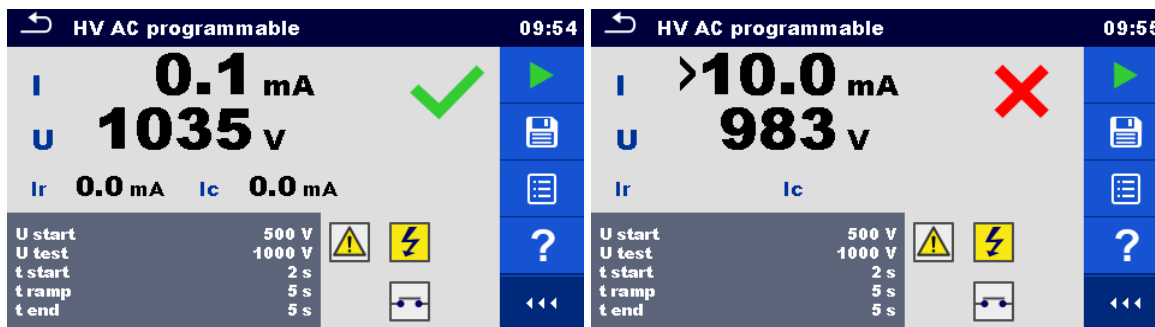 HV AC programmable 09:54
I 0.1 mA
U 1035 V
Ir 0.0 mA Ic 0.0 mA
U start 500 V
U test 1000 V
t start 2 s
t ramp 5 s
t end 5 s
?
HV AC programmable 09:55
I >10.0 mA
U 983 V
Ir Ic
U start 500 V
U test 1000 V
t start 2 s
t ramp 5 s
t end 5 s
?